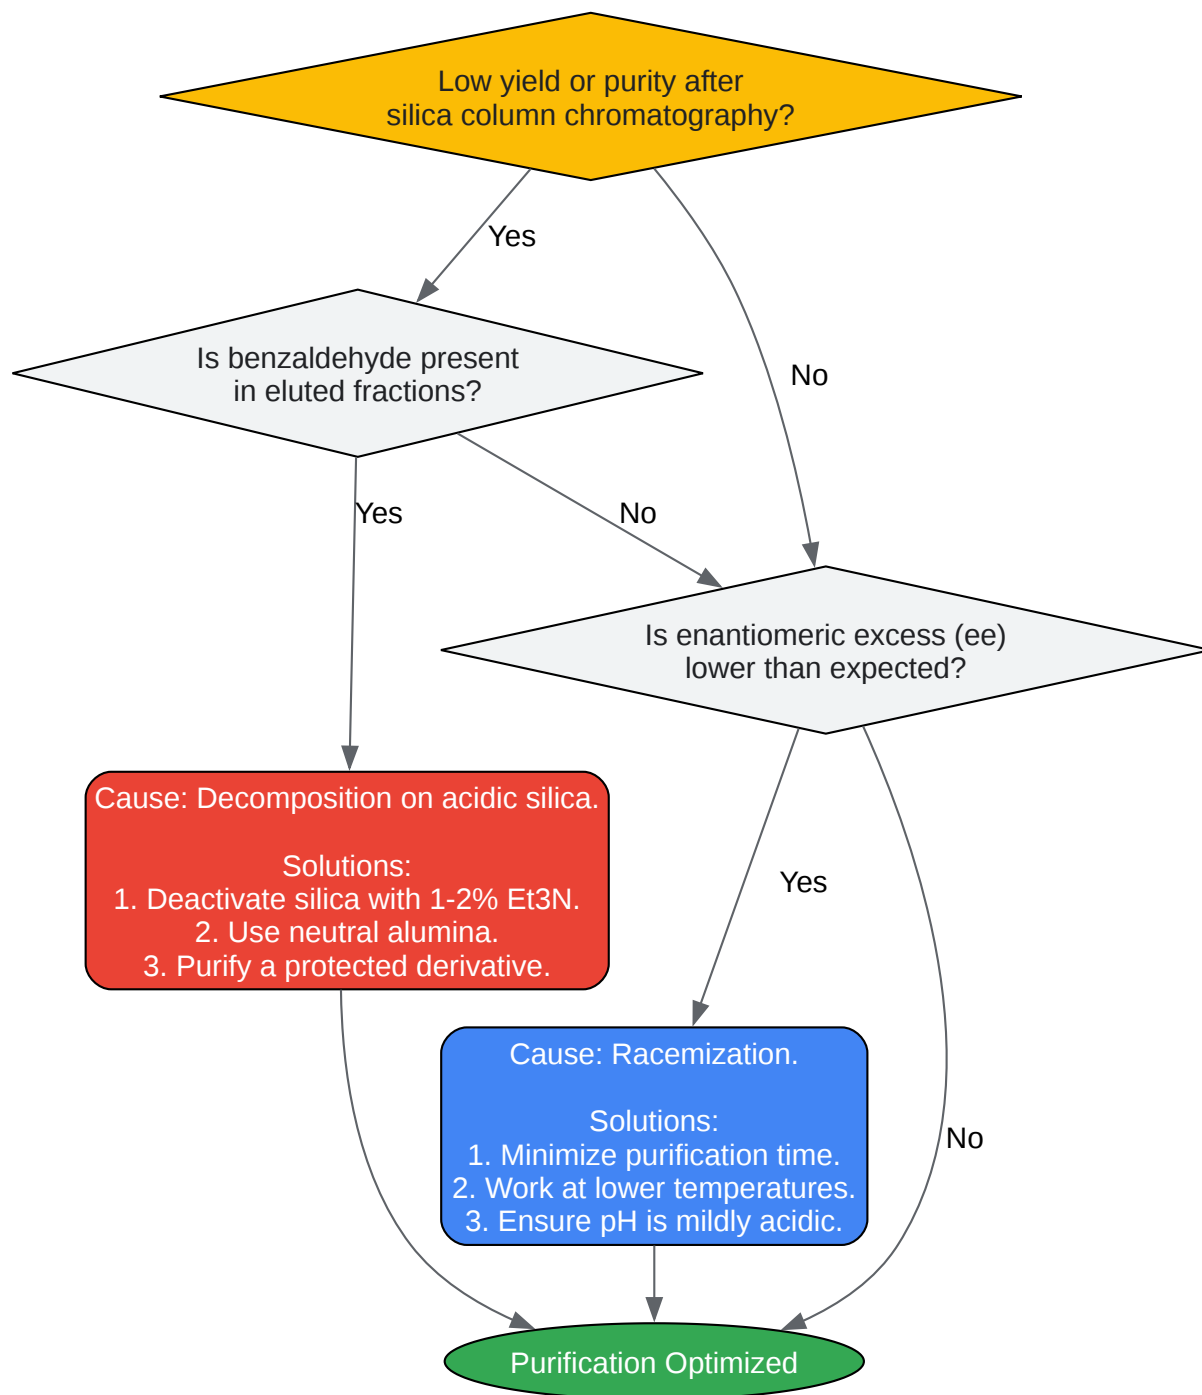 Low yield or purity after
silica column chromatography?
Yes
No
Is benzaldehyde present
in eluted fractions?
Yes
No
Is enantiomeric excess (ee)
lower than expected?
Cause: Decomposition on acidic silica.
Solutions:
1. Deactivate silica with 1-2% Et3N.
2. Use neutral alumina.
3. Purify a protected derivative.
Yes
No
Cause: Racemization.
Solutions:
1. Minimize purification time.
2. Work at lower temperatures.
3. Ensure pH is mildly acidic.
Purification Optimized